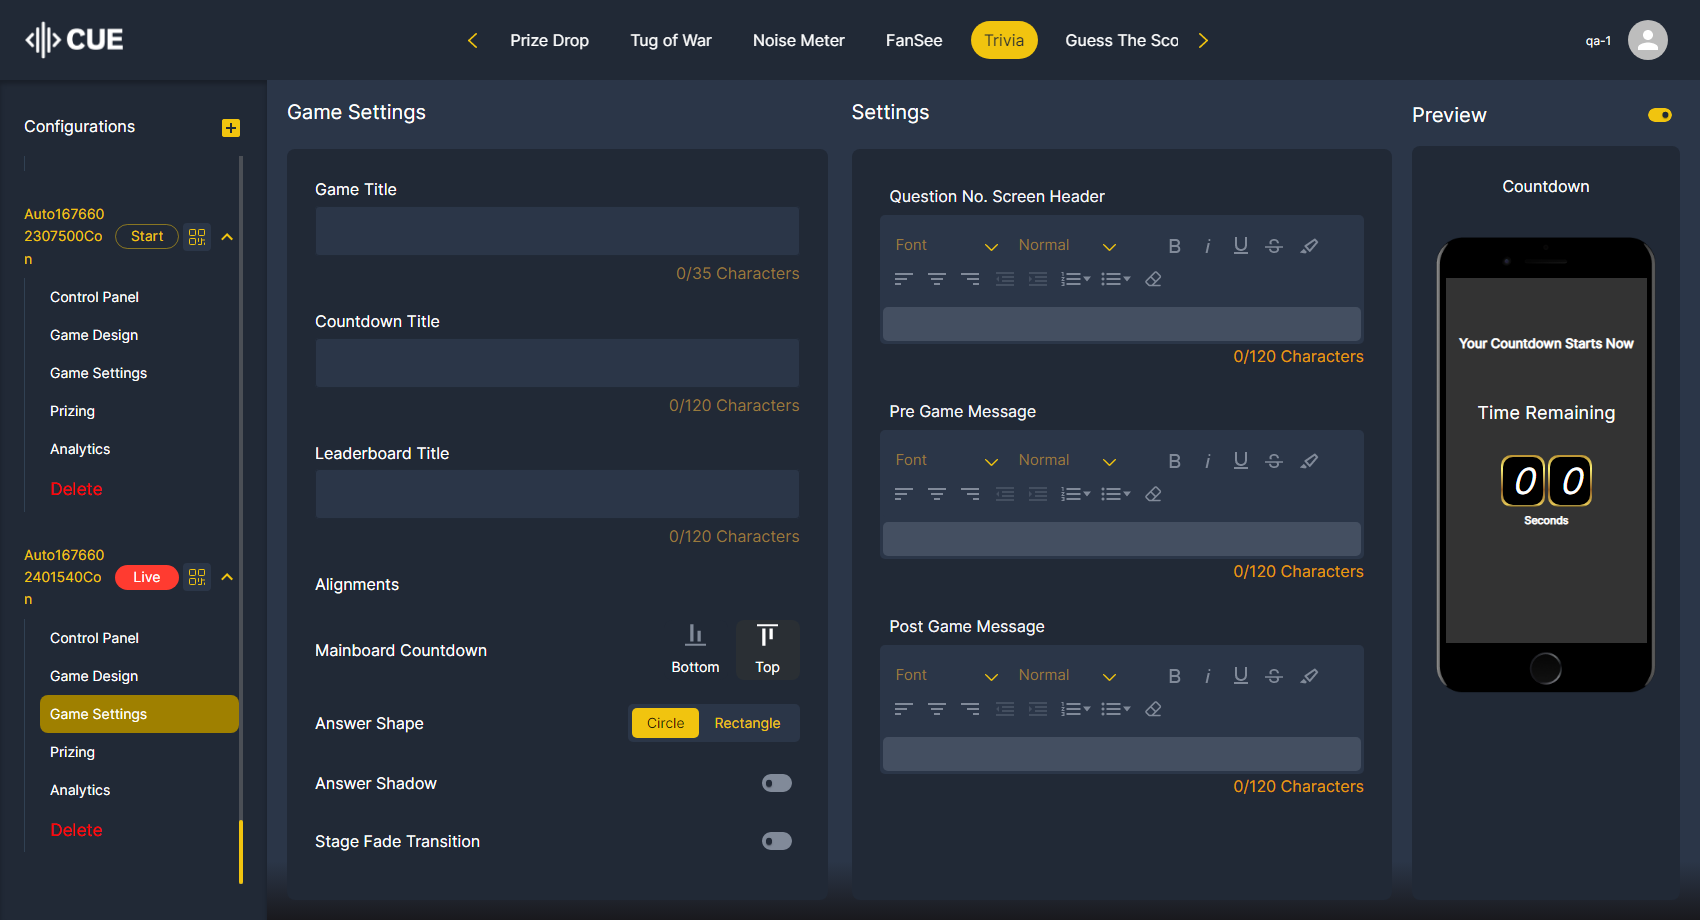 CUE
Prize Drop
Tug of War
Noise Meter
FanSee
Trivia
Guess The Sco
qa-1
Configurations
Auto167660
2307500Co
n
Start
Control Panel
Game Design
Game Settings
Prizing
Analytics
Delete
Auto167660
2401540Co
n
Live
Control Panel
Game Design
Game Settings
Prizing
Analytics
Delete
Game Settings
Game Title
0/35 Characters
Countdown Title
0/120 Characters
Leaderboard Title
0/120 Characters
Alignments
Mainboard Countdown
Bottom
Top
Answer Shape
Circle
Rectangle
Answer Shadow
Stage Fade Transition
Settings
Question No. Screen Header
Font
Normal
B i U S
0/120 Characters
Pre Game Message
Font
Normal
B i U S
0/120 Characters
Post Game Message
Font
Normal
B i U S
0/120 Characters
Preview
Countdown
Your Countdown Starts Now
Time Remaining
0 0
Seconds